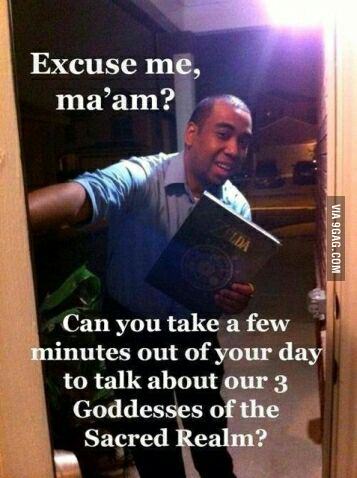 Excuse me,
ma'am?
ZELDA
VIA 9GAG.COM
Can you take a few
minutes out of your day
to talk about our 3
Goddesses of the
Sacred Realm?